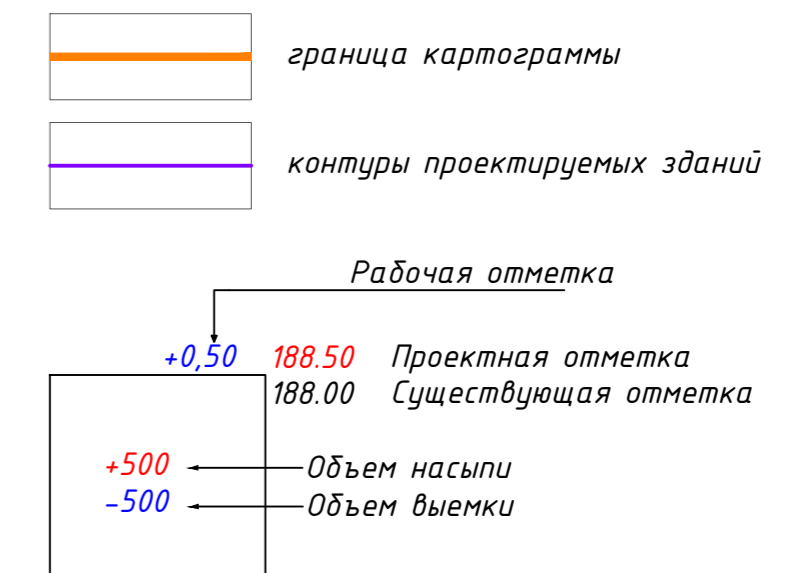 граница картограммы
контуры проектируемых зданий
Рабочая отметка
+0,50 188.50 Проектная отметка
188.00 Существующая отметка
+500 Объем насыпи
-500 Объем выемки